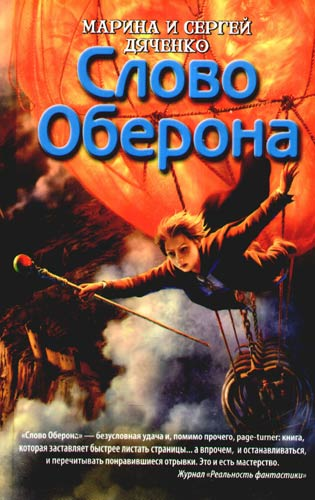 МАРИНА И СЕРГЕЙ
ДЯЧЕНКО
Слово
Оберона
«Слово Оберона» — безусловная удача и, помимо прочего, page-turner: книга,
которая заставляет быстрее листать страницы... а впрочем, и останавливаться,
и перечитывать понравившиеся отрывки. Это и есть мастерство.
Журнал «Реальность фантастики»